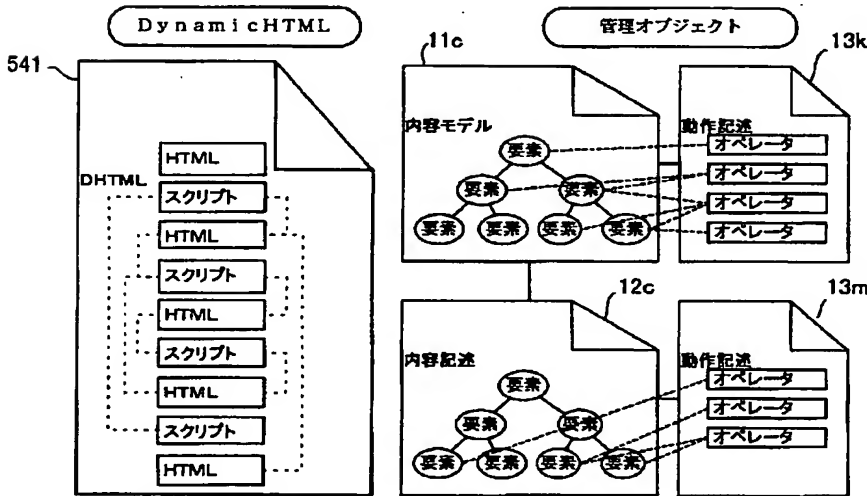 DynamicHTML
管理オブジェクト
541
DHTML
HTML
スクリプト
HTML
スクリプト
HTML
スクリプト
HTML
スクリプト
HTML
11c
内容モデル
要素
要素
要素
要素
要素
要素
要素
13k
動作記述
オペレータ
オペレータ
オペレータ
オペレータ
12c
内容記述
要素
要素
要素
要素
要素
要素
要素
13m
動作記述
オペレータ
オペレータ
オペレータ